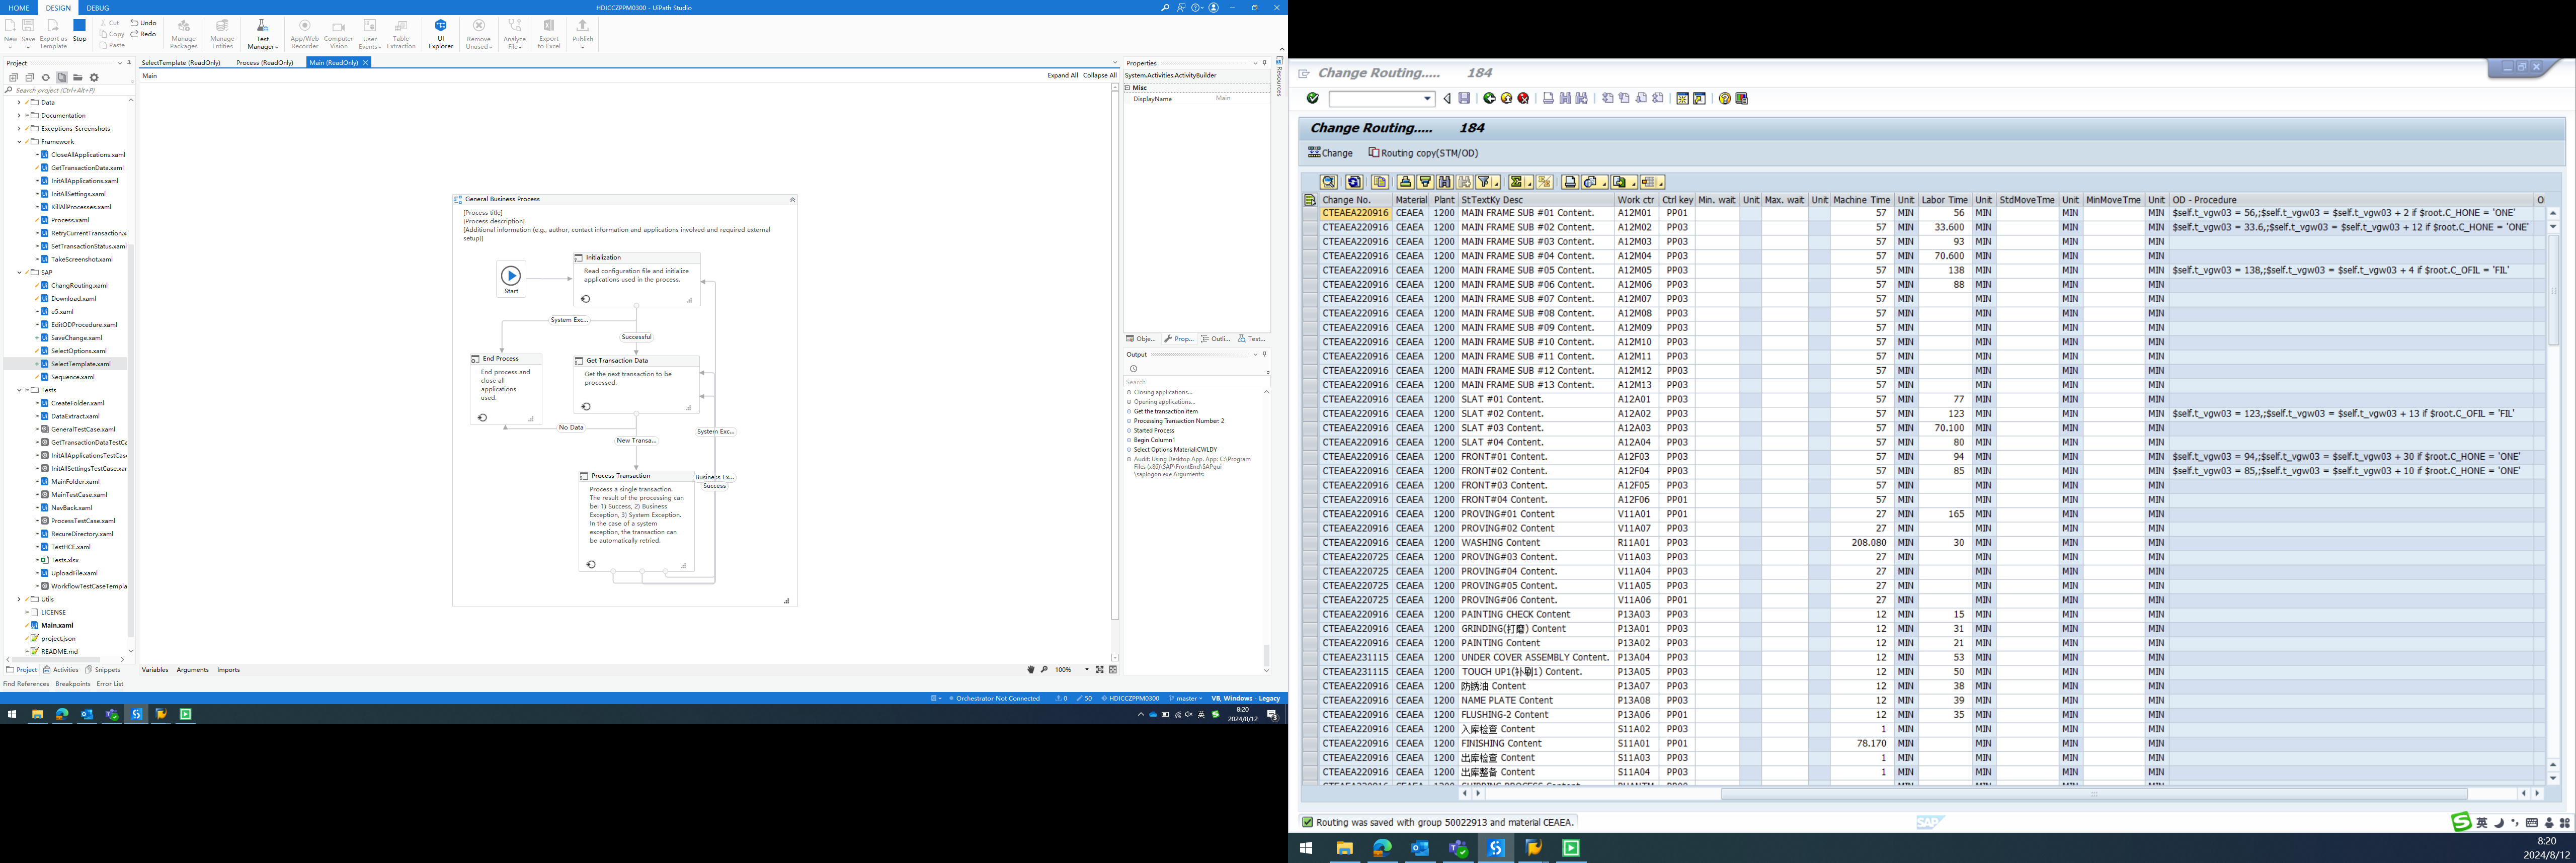 HOME DESIGN DEBUG
HDICCZPPM0300 - UiPath Studio
New Save Export as Template Stop Cut Copy Paste Undo Redo Manage Packages Manage Entities Test Manager App/Web Recorder Computer Vision User Events Table Extraction UI Explorer Remove Unused Analyze File Export to Excel Publish
Project
Search project (Ctrl+Alt+F)
Data
Documentation
Exceptions_Screenshots
Framework
CloseAllApplications.xaml
GetTransactionData.xaml
InitAllApplications.xaml
InitAllSettings.xaml
KillAllProcesses.xaml
Process.xaml
RetryCurrentTransaction.x
SetTransactionStatus.xaml
TakeScreenshot.xaml
SAP
ChangRouting.xaml
Download.xaml
e5.xaml
EditODProcedure.xaml
SaveChange.xaml
SelectOptions.xaml
SelectTemplate.xaml
Sequence.xaml
Tests
CreateFolder.xaml
DataExtract.xaml
GeneralTestCase.xaml
GetTransactionDataTestCa
InitAllApplicationsTestCase
InitAllSettingsTestCase.xar
MainFolder.xaml
MainTestCase.xaml
NavBack.xaml
ProcessTestCase.xaml
RecureDirectory.xaml
TestHCE.xaml
Tests.xlsx
UploadFile.xaml
WorkflowTestCaseTempla
Utils
LICENSE
Main.xaml
project.json
README.md
Project Activities Snippets
Find References Breakpoints Error List
SelectTemplate (ReadOnly) Process (ReadOnly) Main (ReadOnly)
Main
Expand All Collapse All
General Business Process
[Process title]
[Process description]
[Additional information (e.g., author, contact information and applications involved and required external
setup)]
Start
Initialization
Read configuration file and initialize
applications used in the process.
System Exc...
Successful
End Process
End process and
close all
applications
used.
Get Transaction Data
Get the next transaction to be
processed.
No Data
New Transa...
System Exc...
Process Transaction
Process a single transaction.
The result of the processing can
be: 1) Success, 2) Business
Exception, 3) System Exception.
In the case of a system
exception, the transaction can
be automatically retried.
Business Ex...
Success
Variables Arguments Imports
100%
Properties
System.Activities.ActivityBuilder
Misc
DisplayName Main
Resources
Obje... Prop... Outli... Test...
Output
Search
Closing applications...
Opening applications...
Get the transaction item
Processing Transaction Number: 2
Started Process
Begin Column1
Select Options Material:CWLDY
Audit: Using Desktop App. App: C:\Program
Files (x86)\SAP\FrontEnd\SAPgui
\saplogon.exe Arguments:
Orchestrator Not Connected 0 50 HDICCZPPM0300 master VB, Windows - Legacy
英
8:20
2024/8/12
Change Routing..... 184
Change Routing..... 184
Change Routing copy(STM/OD)
Change No. Material Plant StTextKy Desc Work ctr Ctrl key Min. wait Unit Max. wait Unit Machine Time Unit Labor Time Unit StdMoveTme Unit MinMoveTme Unit OD - Procedure O
CTEAEA220916 CEAEA 1200 MAIN FRAME SUB #01 Content. A12M01 PP01 57 MIN 56 MIN MIN MIN $self.t_vgw03 = 56,;$self.t_vgw03 = $self.t_vgw03 + 2 if $root.C_HONE = 'ONE'
CTEAEA220916 CEAEA 1200 MAIN FRAME SUB #02 Content. A12M02 PP03 57 MIN 33.600 MIN MIN MIN $self.t_vgw03 = 33.6,;$self.t_vgw03 = $self.t_vgw03 + 12 if $root.C_HONE = 'ONE'
CTEAEA220916 CEAEA 1200 MAIN FRAME SUB #03 Content. A12M03 PP03 57 MIN 93 MIN MIN MIN
CTEAEA220916 CEAEA 1200 MAIN FRAME SUB #04 Content. A12M04 PP03 57 MIN 70.600 MIN MIN MIN
CTEAEA220916 CEAEA 1200 MAIN FRAME SUB #05 Content. A12M05 PP03 57 MIN 138 MIN MIN MIN $self.t_vgw03 = 138,;$self.t_vgw03 = $self.t_vgw03 + 4 if $root.C_OFIL = 'FIL'
CTEAEA220916 CEAEA 1200 MAIN FRAME SUB #06 Content. A12M06 PP03 57 MIN 88 MIN MIN MIN
CTEAEA220916 CEAEA 1200 MAIN FRAME SUB #07 Content. A12M07 PP03 57 MIN MIN MIN MIN
CTEAEA220916 CEAEA 1200 MAIN FRAME SUB #08 Content. A12M08 PP03 57 MIN MIN MIN MIN
CTEAEA220916 CEAEA 1200 MAIN FRAME SUB #09 Content. A12M09 PP03 57 MIN MIN MIN MIN
CTEAEA220916 CEAEA 1200 MAIN FRAME SUB #10 Content. A12M10 PP03 57 MIN MIN MIN MIN
CTEAEA220916 CEAEA 1200 MAIN FRAME SUB #11 Content. A12M11 PP03 57 MIN MIN MIN MIN
CTEAEA220916 CEAEA 1200 MAIN FRAME SUB #12 Content. A12M12 PP03 57 MIN MIN MIN MIN
CTEAEA220916 CEAEA 1200 MAIN FRAME SUB #13 Content. A12M13 PP03 57 MIN MIN MIN MIN
CTEAEA220916 CEAEA 1200 SLAT #01 Content. A12A01 PP03 57 MIN 77 MIN MIN MIN
CTEAEA220916 CEAEA 1200 SLAT #02 Content. A12A02 PP03 57 MIN 123 MIN MIN MIN $self.t_vgw03 = 123,;$self.t_vgw03 = $self.t_vgw03 + 13 if $root.C_OFIL = 'FIL'
CTEAEA220916 CEAEA 1200 SLAT #03 Content. A12A03 PP03 57 MIN 70.100 MIN MIN MIN
CTEAEA220916 CEAEA 1200 SLAT #04 Content. A12A04 PP03 57 MIN 80 MIN MIN MIN
CTEAEA220916 CEAEA 1200 FRONT#01 Content. A12F03 PP03 57 MIN 94 MIN MIN MIN $self.t_vgw03 = 94,;$self.t_vgw03 = $self.t_vgw03 + 30 if $root.C_HONE = 'ONE'
CTEAEA220916 CEAEA 1200 FRONT#02 Content. A12F04 PP03 57 MIN 85 MIN MIN MIN $self.t_vgw03 = 85,;$self.t_vgw03 = $self.t_vgw03 + 10 if $root.C_HONE = 'ONE'
CTEAEA220916 CEAEA 1200 FRONT#03 Content. A12F05 PP03 57 MIN MIN MIN MIN
CTEAEA220916 CEAEA 1200 FRONT#04 Content. A12F06 PP01 57 MIN MIN MIN MIN
CTEAEA220916 CEAEA 1200 PROVING#01 Content V11A01 PP01 27 MIN 165 MIN MIN MIN
CTEAEA220916 CEAEA 1200 PROVING#02 Content V11A07 PP03 27 MIN MIN MIN MIN
CTEAEA220916 CEAEA 1200 WASHING Content R11A01 PP03 208.080 MIN 30 MIN MIN MIN
CTEAEA220725 CEAEA 1200 PROVING#03 Content. V11A03 PP03 27 MIN MIN MIN MIN
CTEAEA220725 CEAEA 1200 PROVING#04 Content. V11A04 PP03 27 MIN MIN MIN MIN
CTEAEA220725 CEAEA 1200 PROVING#05 Content. V11A05 PP03 27 MIN MIN MIN MIN
CTEAEA220725 CEAEA 1200 PROVING#06 Content. V11A06 PP01 27 MIN MIN MIN MIN
CTEAEA220916 CEAEA 1200 PAINTING CHECK Content P13A03 PP03 12 MIN 15 MIN MIN MIN
CTEAEA220916 CEAEA 1200 GRINDING(打磨) Content P13A01 PP03 12 MIN 31 MIN MIN MIN
CTEAEA220916 CEAEA 1200 PAINTING Content P13A02 PP03 12 MIN 21 MIN MIN MIN
CTEAEA231115 CEAEA 1200 UNDER COVER ASSEMBLY Content. P13A04 PP03 12 MIN 53 MIN MIN MIN
CTEAEA231115 CEAEA 1200 TOUCH UP1(补刷1) Content. P13A05 PP03 12 MIN 50 MIN MIN MIN
CTEAEA220916 CEAEA 1200 防锈油 Content P13A07 PP03 12 MIN 38 MIN MIN MIN
CTEAEA220916 CEAEA 1200 NAME PLATE Content P13A08 PP03 12 MIN 39 MIN MIN MIN
CTEAEA220916 CEAEA 1200 FLUSHING-2 Content P13A06 PP01 12 MIN 35 MIN MIN MIN
CTEAEA220916 CEAEA 1200 入库检查 Content S11A02 PP03 1 MIN MIN MIN MIN
CTEAEA220916 CEAEA 1200 FINISHING Content S11A01 PP01 78.170 MIN MIN MIN MIN
CTEAEA220916 CEAEA 1200 出库检查 Content S11A03 PP03 1 MIN MIN MIN MIN
CTEAEA220916 CEAEA 1200 出库整备 Content S11A04 PP03 1 MIN MIN MIN MIN
Routing was saved with group 50022913 and material CEAEA.
SAP
英
8:20
2024/8/12